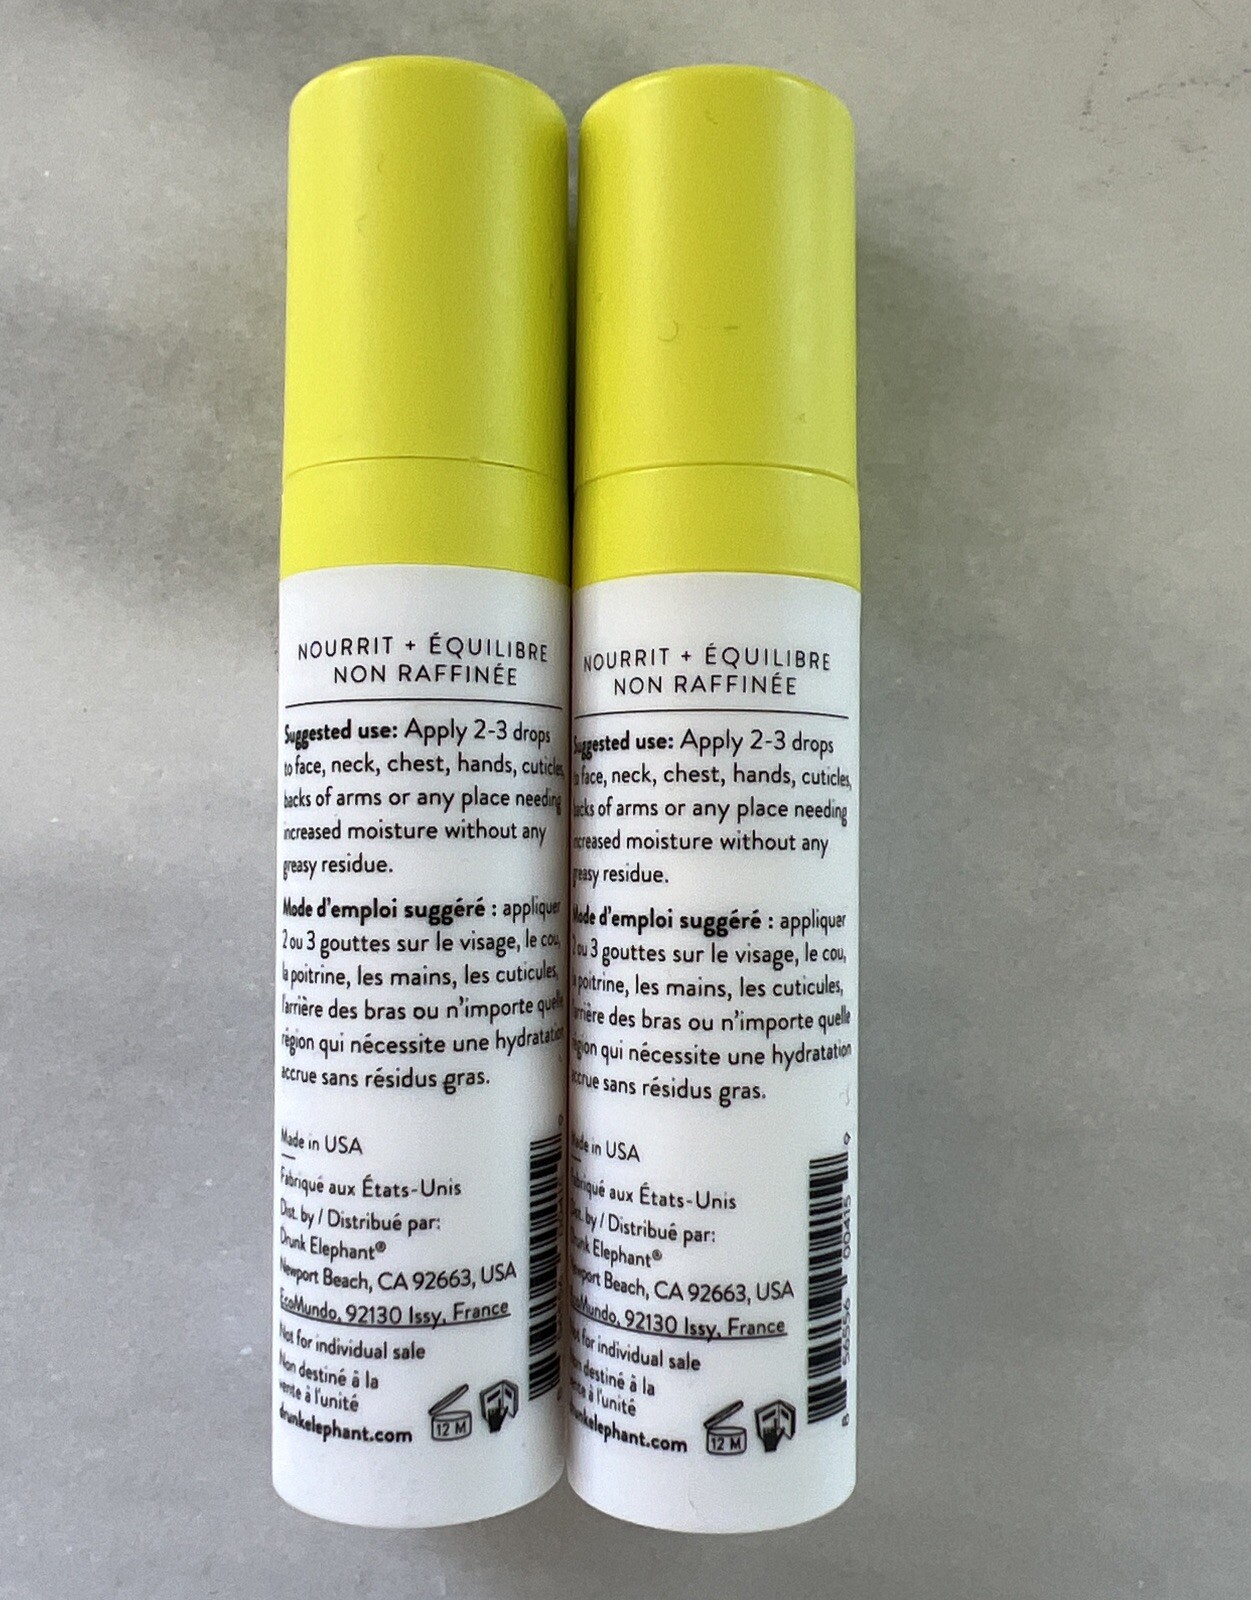 NOURRIT + ÉQUILIBRE
NON RAFFINÉE
Suggested use: Apply 2-3 drops
to face, neck, chest, hands, cuticles,
backs of arms or any place needing
increased moisture without any
greasy residue.
Mode d'emploi suggéré : appliquer
2 ou 3 gouttes sur le visage, le cou,
la poitrine, les mains, les cuticules,
l'arrière des bras ou n'importe quelle
région qui nécessite une hydratation
accrue sans résidus gras.
Made in USA
Fabriqué aux États-Unis
Dist. by / Distribué par:
Drunk Elephant®
Newport Beach, CA 92663, USA
EcoMundo, 92130 Issy, France
Not for individual sale
Non destiné à la
vente à l'unité
drunkelephant.com
12 M
NOURRIT + ÉQUILIBRE
NON RAFFINÉE
Suggested use: Apply 2-3 drops
to face, neck, chest, hands, cuticles,
backs of arms or any place needing
increased moisture without any
greasy residue.
Mode d'emploi suggéré : appliquer
2 ou 3 gouttes sur le visage, le cou,
la poitrine, les mains, les cuticules,
l'arrière des bras ou n'importe quelle
région qui nécessite une hydratation
accrue sans résidus gras.
Made in USA
Fabriqué aux États-Unis
Dist. by / Distribué par:
Drunk Elephant®
Newport Beach, CA 92663, USA
EcoMundo, 92130 Issy, France
Not for individual sale
Non destiné à la
vente à l'unité
drunkelephant.com
12 M
8 56556 00415 9